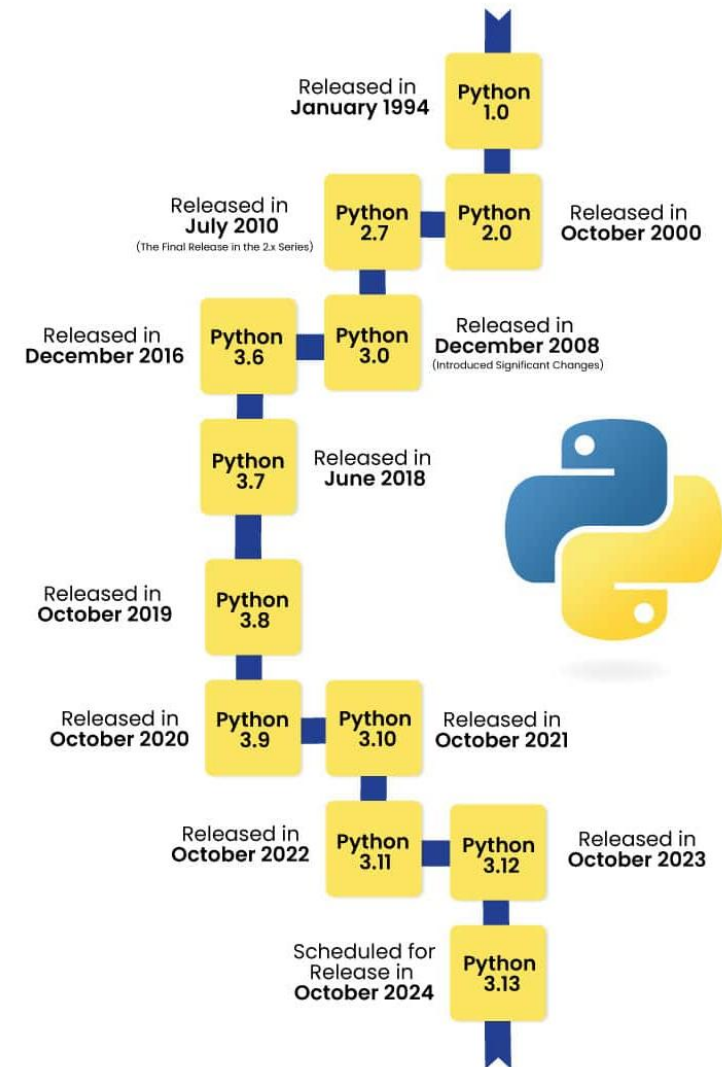 Released in
January 1994
Python
1.0
Released in
July 2010
(The Final Release in the 2.x Series)
Python
2.7
Python
2.0
Released in
October 2000
Released in
December 2016
Python
3.6
Python
3.0
Released in
December 2008
(Introduced Significant Changes)
Python
3.7
Released in
June 2018
Released in
October 2019
Python
3.8
Released in
October 2020
Python
3.9
Python
3.10
Released in
October 2021
Released in
October 2022
Python
3.11
Python
3.12
Released in
October 2023
Scheduled for
Release in
October 2024
Python
3.13